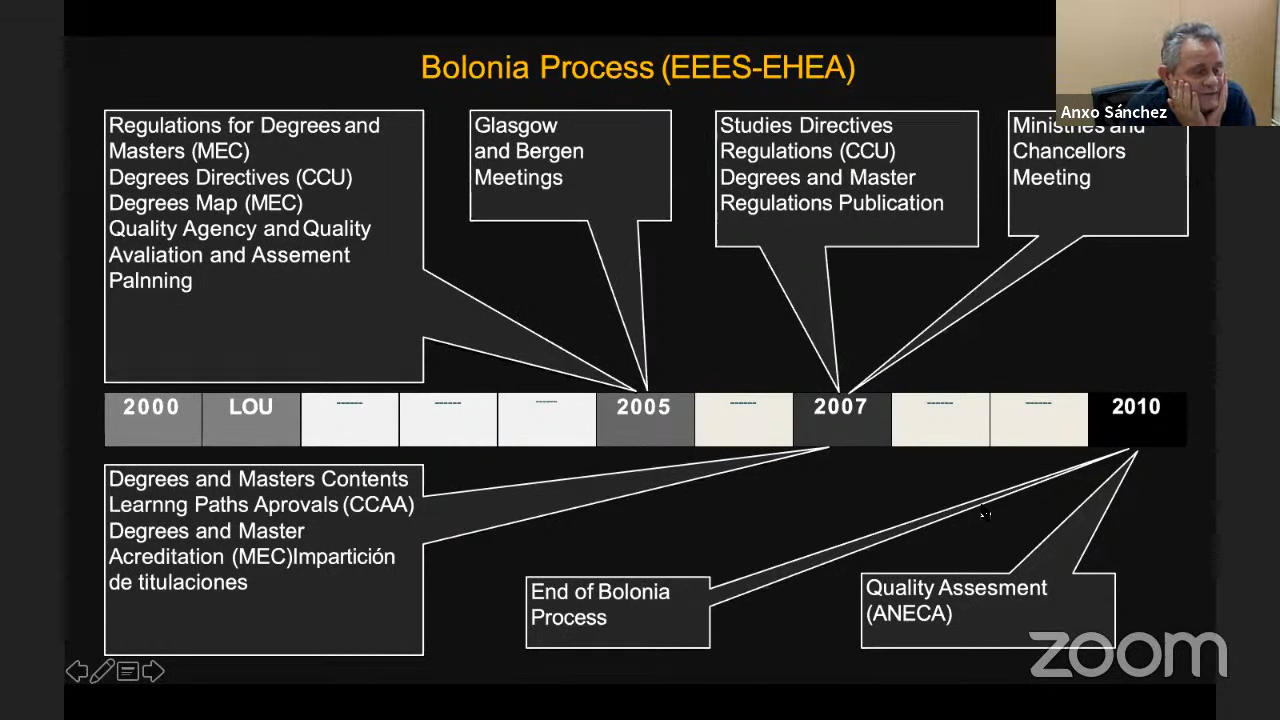 Bolonia Process (EEES-EHEA)
Anxo Sánchez
Regulations for Degrees and
Masters (MEC)
Degrees Directives (CCU)
Degrees Map (MEC)
Quality Agency and Quality
Avaliation and Assement
Palnning
Glasgow
and Bergen
Meetings
Studies Directives
Regulations (CCU)
Degrees and Master
Regulations Publication
Ministries and
Chancellors
Meeting
2000 LOU ------ ------ ------ 2005 ------ 2007 ------ ------ 2010
Degrees and Masters Contents
Learnng Paths Aprovals (CCAA)
Degrees and Master
Acreditation (MEC)Impartición
de titulaciones
End of Bolonia
Process
Quality Assesment
(ANECA)
zoom